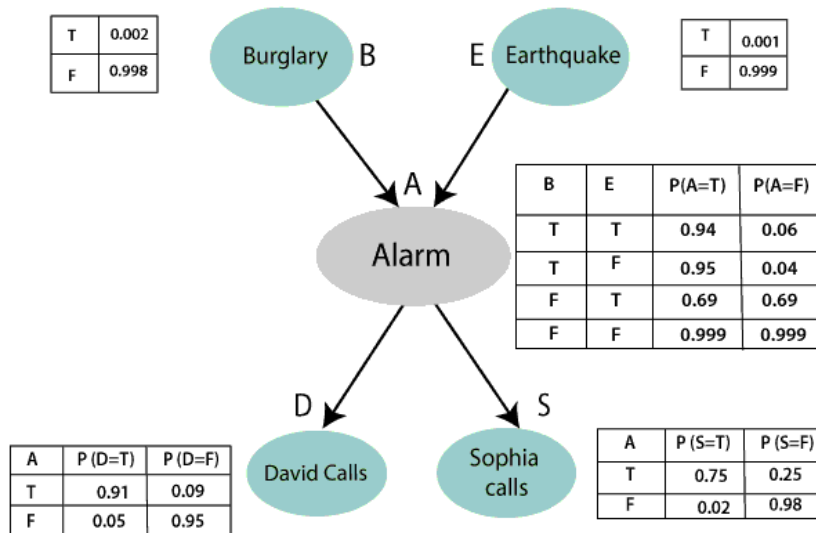 T 0.002
F 0.998
Burglary B
E Earthquake
T 0.001
F 0.999
A
Alarm
B E P(A=T) P(A=F)
T T 0.94 0.06
T F 0.95 0.04
F T 0.69 0.69
F F 0.999 0.999
D
S
A P (D=T) P (D=F)
T 0.91 0.09
F 0.05 0.95
David Calls
Sophia
calls
A P (S=T) P (S=F)
T 0.75 0.25
F 0.02 0.98